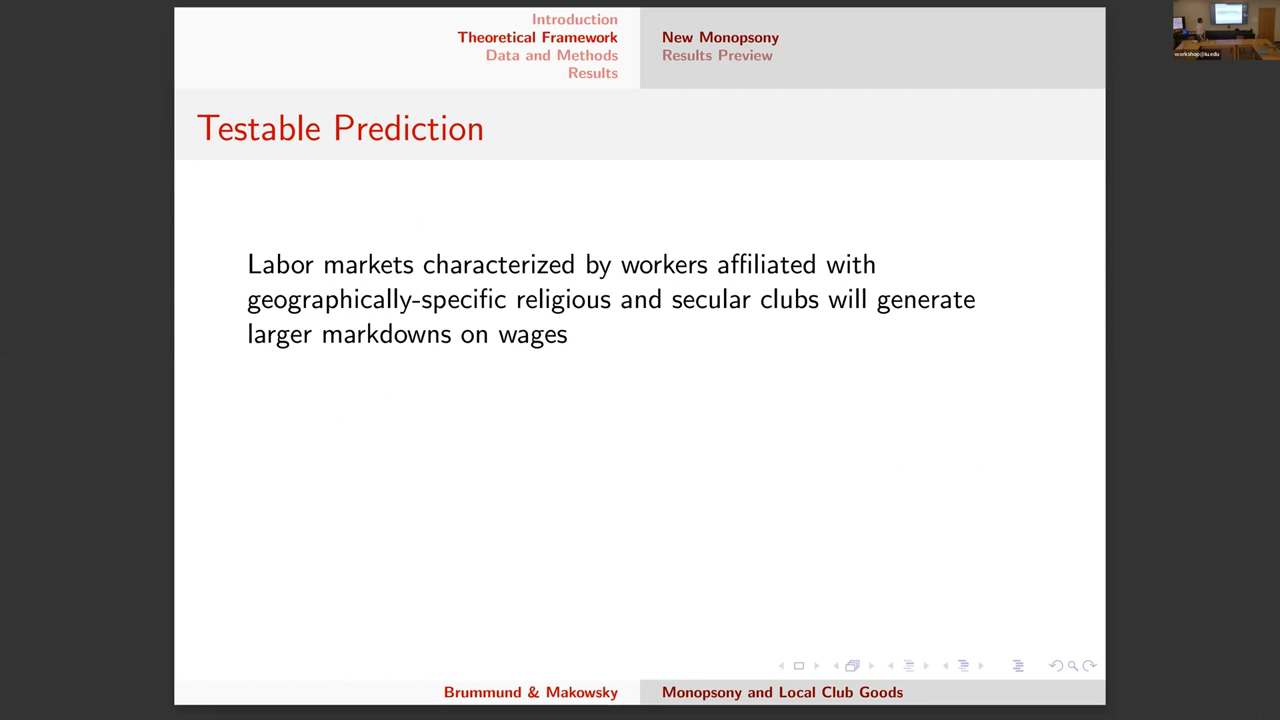 Introduction
Theoretical Framework
Data and Methods
Results
New Monopsony
Results Preview
Testable Prediction
Labor markets characterized by workers affiliated with
geographically-specific religious and secular clubs will generate
larger markdowns on wages
Brummund & Makowsky
Monopsony and Local Club Goods